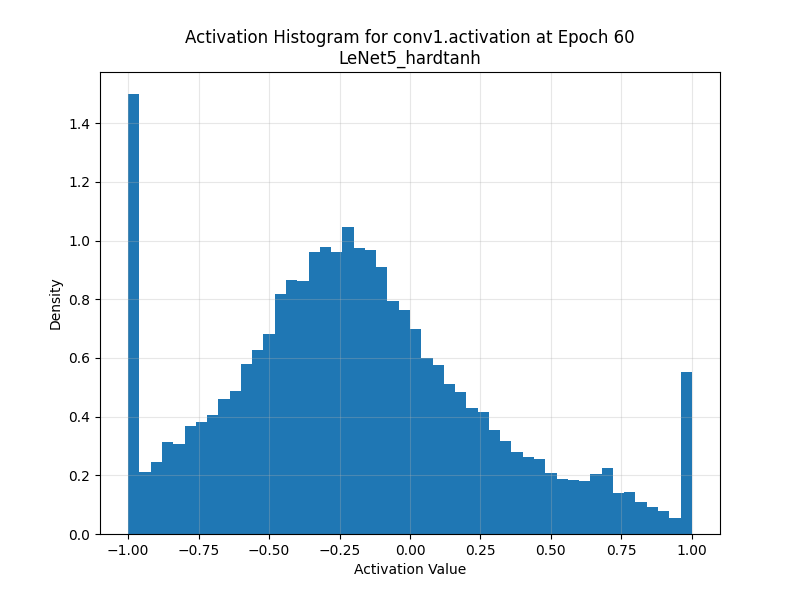 Activation Histogram for conv1.activation at Epoch 60
LeNet5_hardtanh
Density
1.4
1.2
1.0
0.8
0.6
0.4
0.2
0.0
−1.00 −0.75 −0.50 −0.25 0.00 0.25 0.50 0.75 1.00
Activation Value